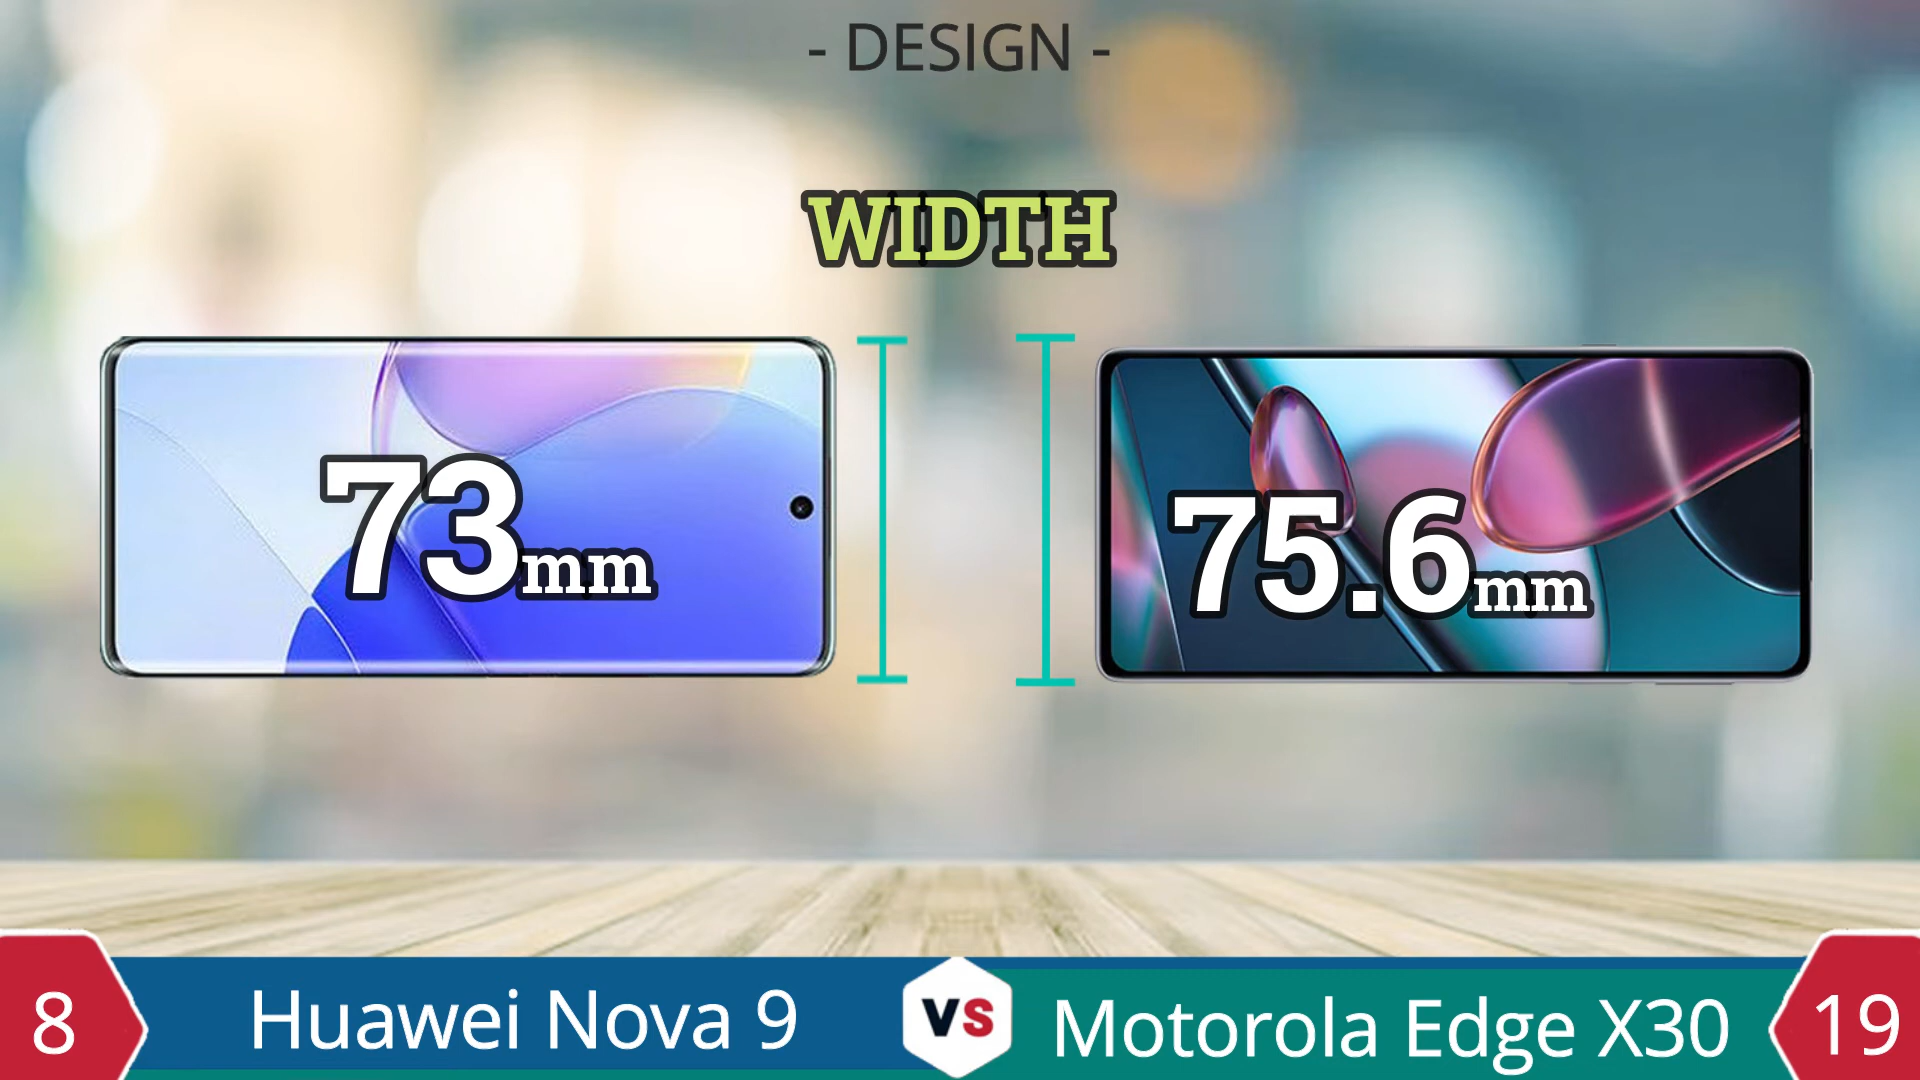 - DESIGN -
WIDTH
73mm
75.6mm
8
Huawei Nova 9
VS
Motorola Edge X30
19